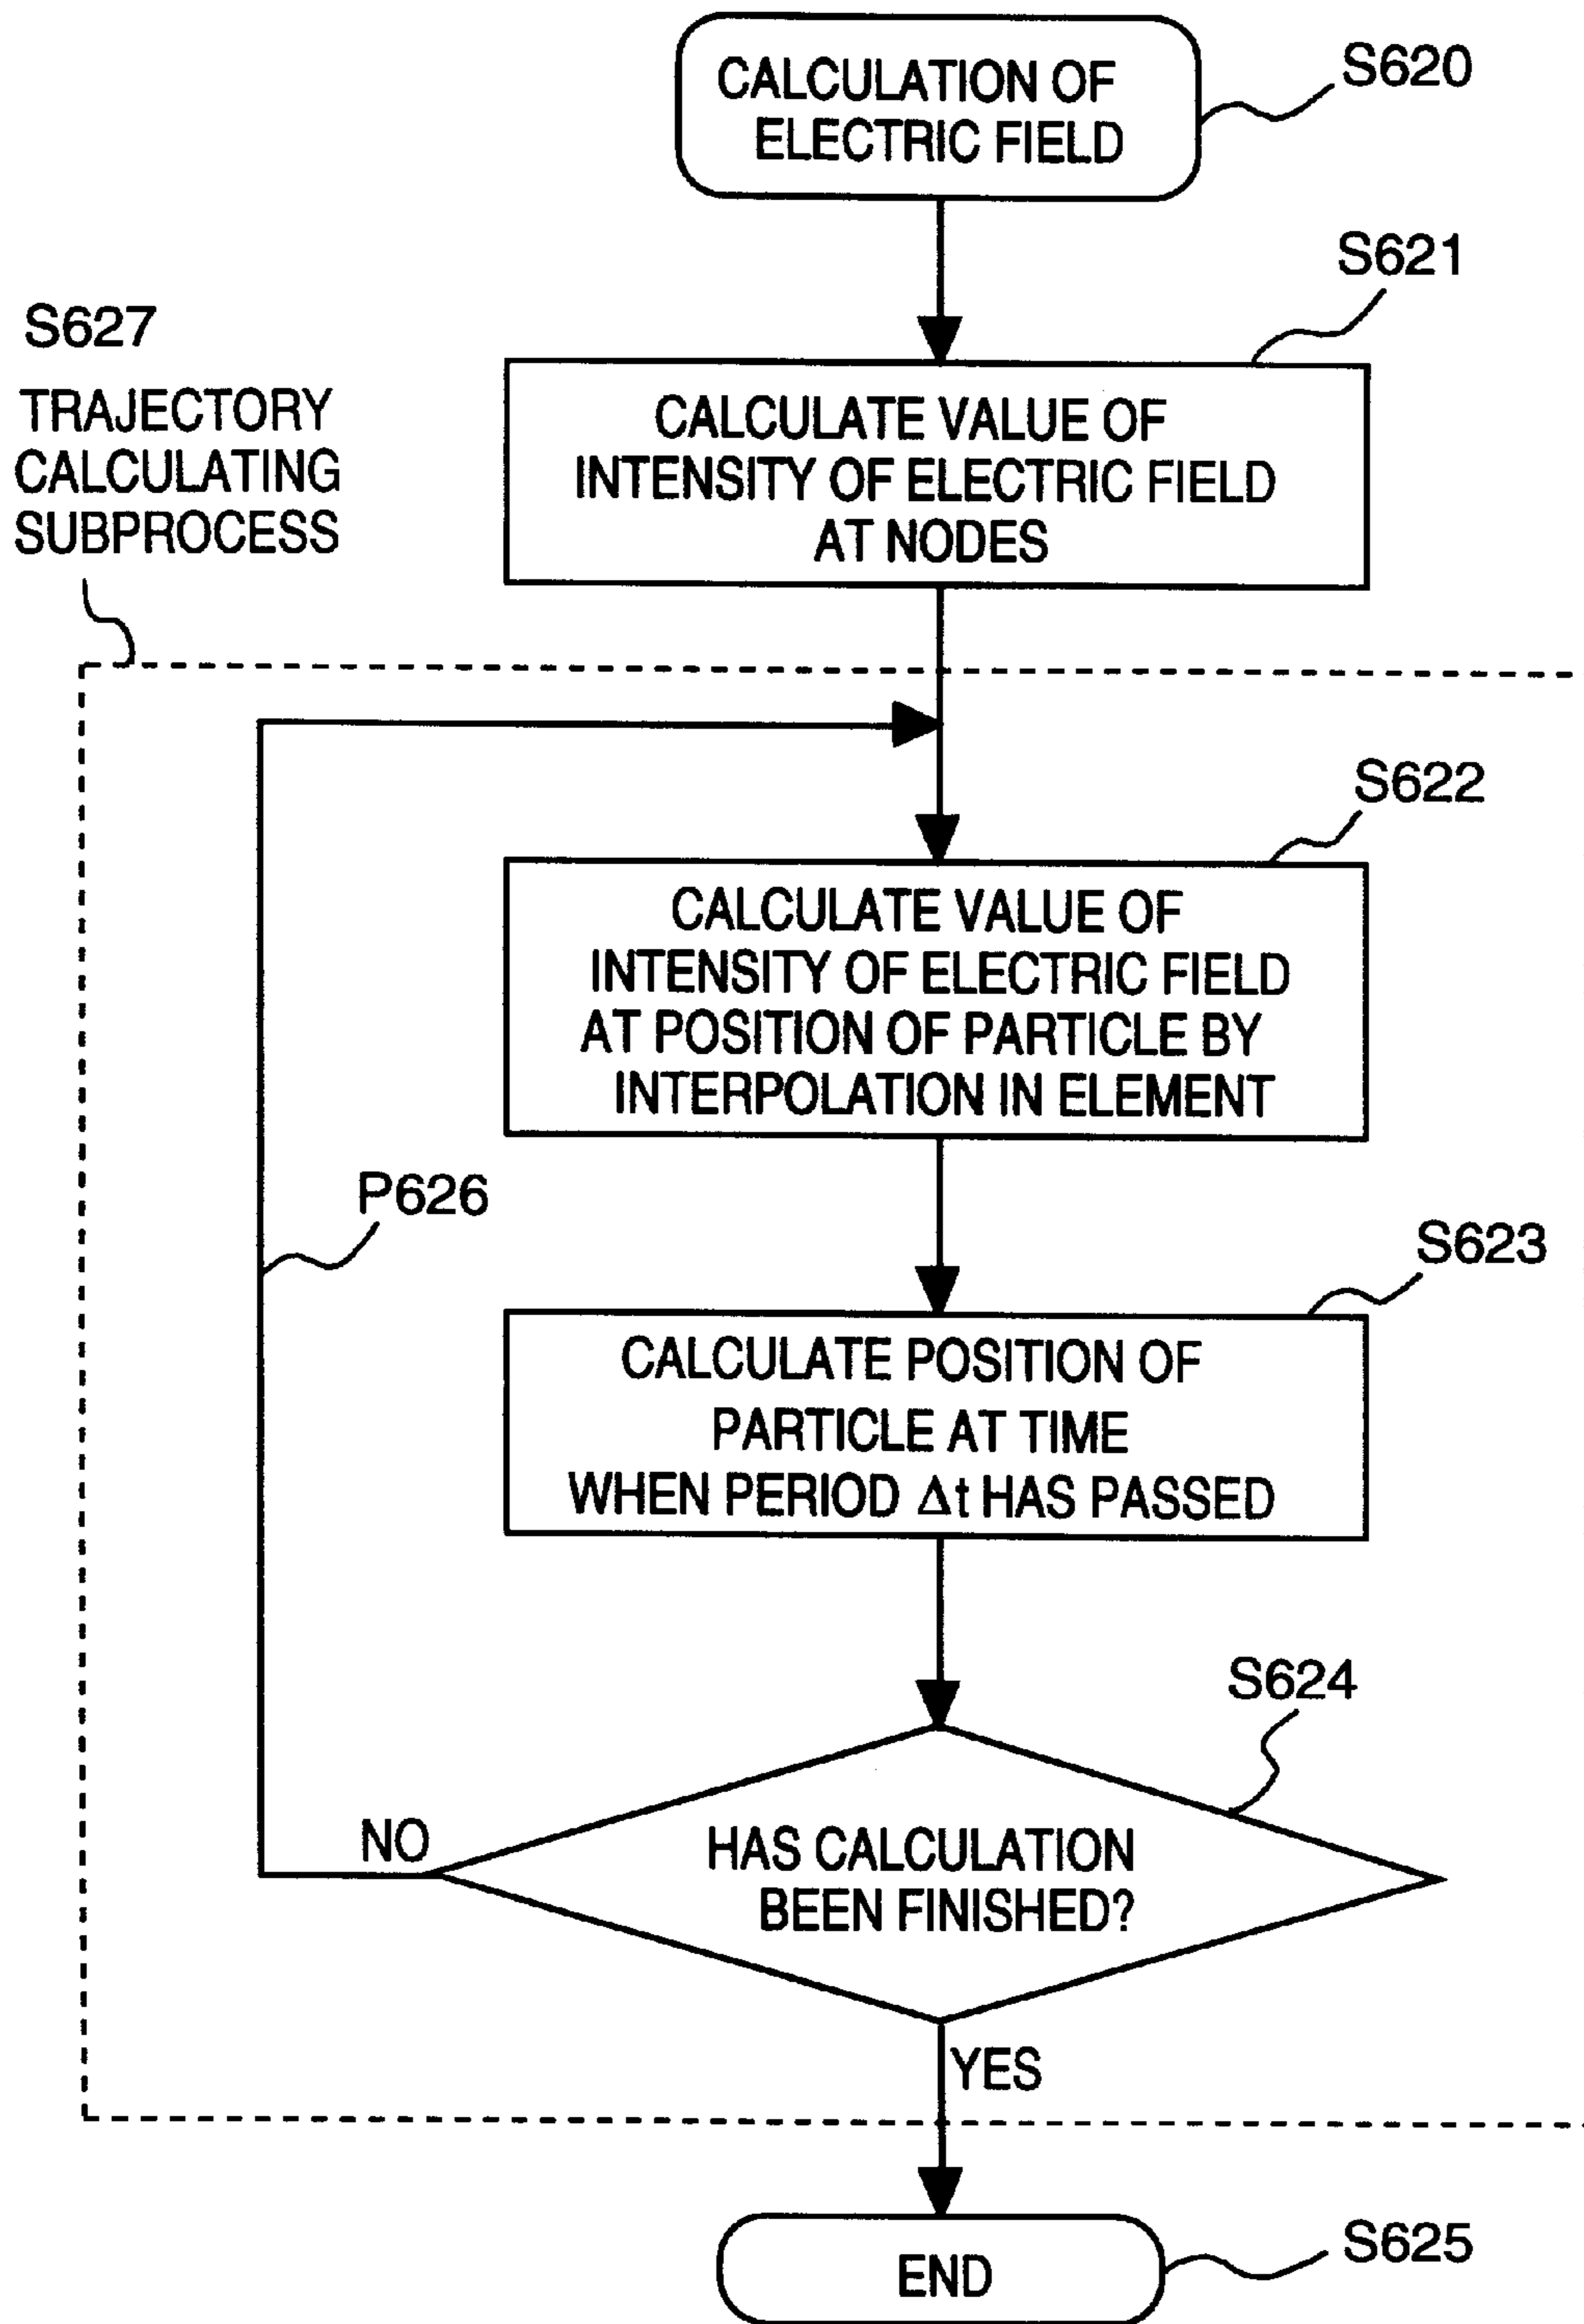 CALCULATION OF
ELECTRIC FIELD
S620
S621
S627
TRAJECTORY
CALCULATING
SUBPROCESS
CALCULATE VALUE OF
INTENSITY OF ELECTRIC FIELD
AT NODES
S622
CALCULATE VALUE OF
INTENSITY OF ELECTRIC FIELD
AT POSITION OF PARTICLE BY
INTERPOLATION IN ELEMENT
P626
S623
CALCULATE POSITION OF
PARTICLE AT TIME
WHEN PERIOD Δt HAS PASSED
S624
NO
HAS CALCULATION
BEEN FINISHED?
YES
END
S625